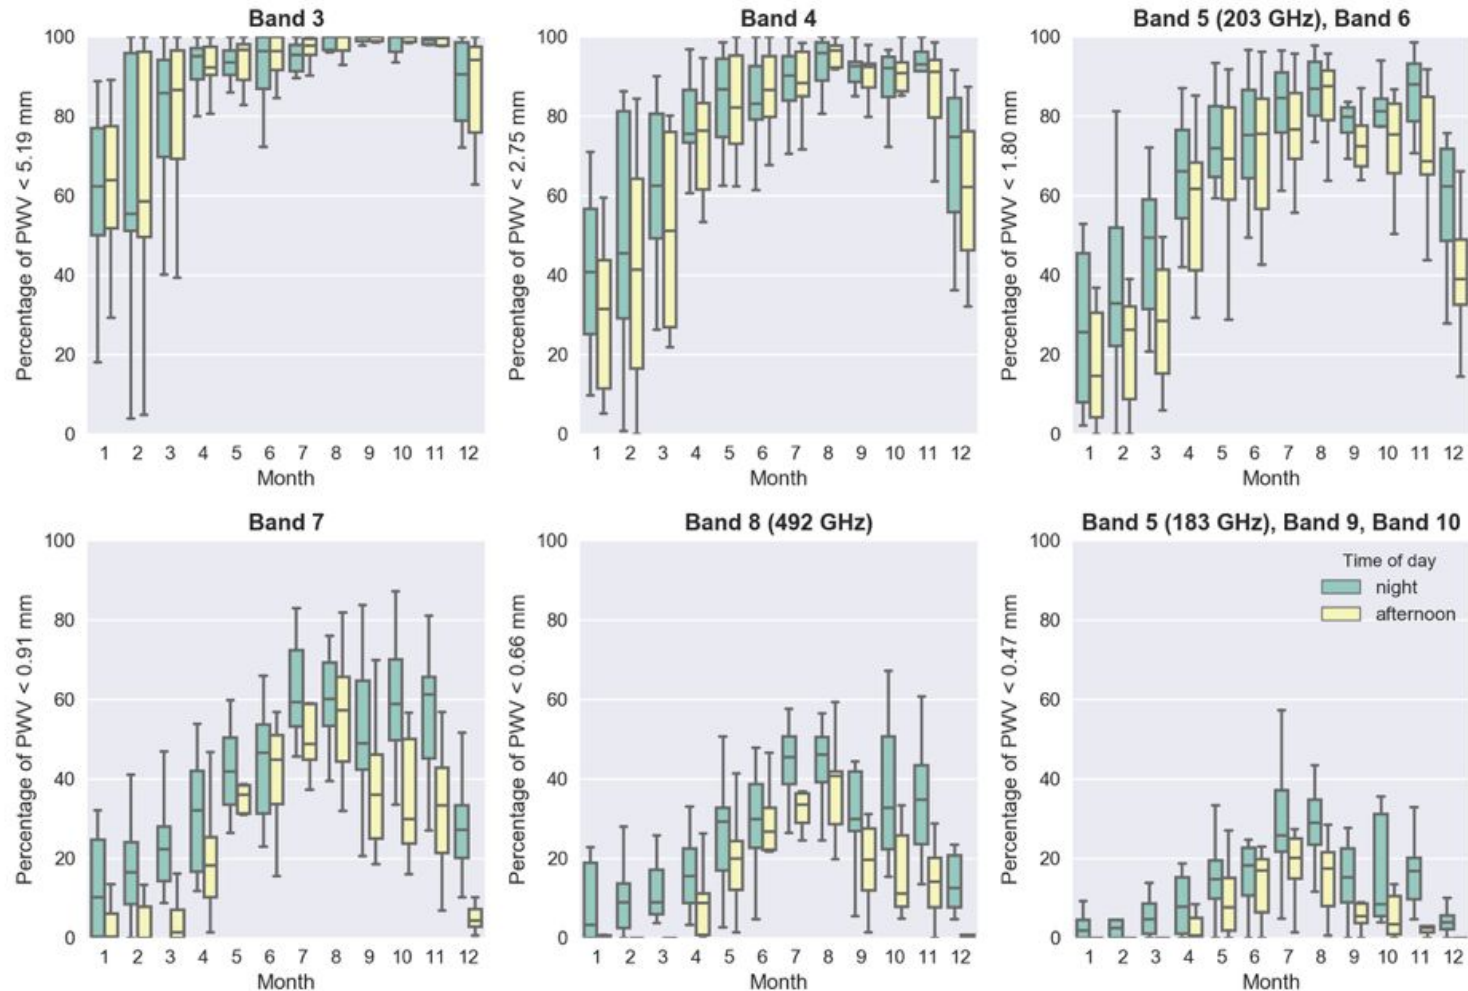 Band 3
Percentage of PWV < 5.19 mm
100
80
60
40
20
0
1 2 3 4 5 6 7 8 9 10 11 12
Month
Band 4
Percentage of PWV < 2.75 mm
100
80
60
40
20
0
1 2 3 4 5 6 7 8 9 10 11 12
Month
Band 5 (203 GHz), Band 6
Percentage of PWV < 1.80 mm
100
80
60
40
20
0
1 2 3 4 5 6 7 8 9 10 11 12
Month
Band 7
Percentage of PWV < 0.91 mm
100
80
60
40
20
0
1 2 3 4 5 6 7 8 9 10 11 12
Month
Band 8 (492 GHz)
Percentage of PWV < 0.66 mm
100
80
60
40
20
0
1 2 3 4 5 6 7 8 9 10 11 12
Month
Band 5 (183 GHz), Band 9, Band 10
Percentage of PWV < 0.47 mm
100
80
60
40
20
0
Time of day
night
afternoon
1 2 3 4 5 6 7 8 9 10 11 12
Month